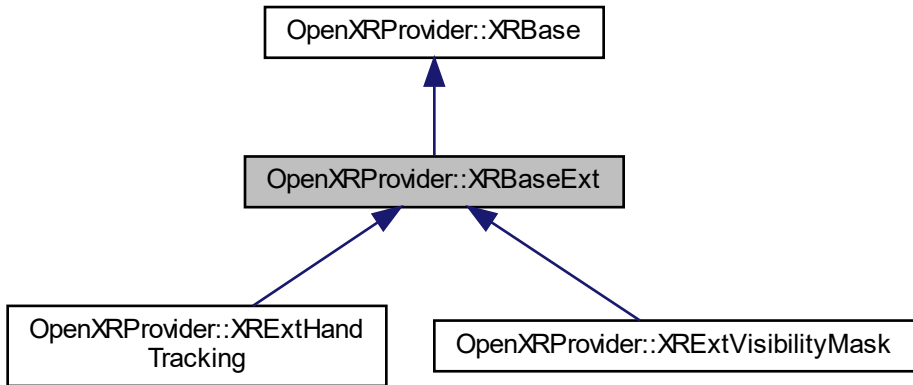 OpenXRProvider::XRBase
OpenXRProvider::XRBaseExt
OpenXRProvider::XRExtHand
Tracking
OpenXRProvider::XRExtVisibilityMask